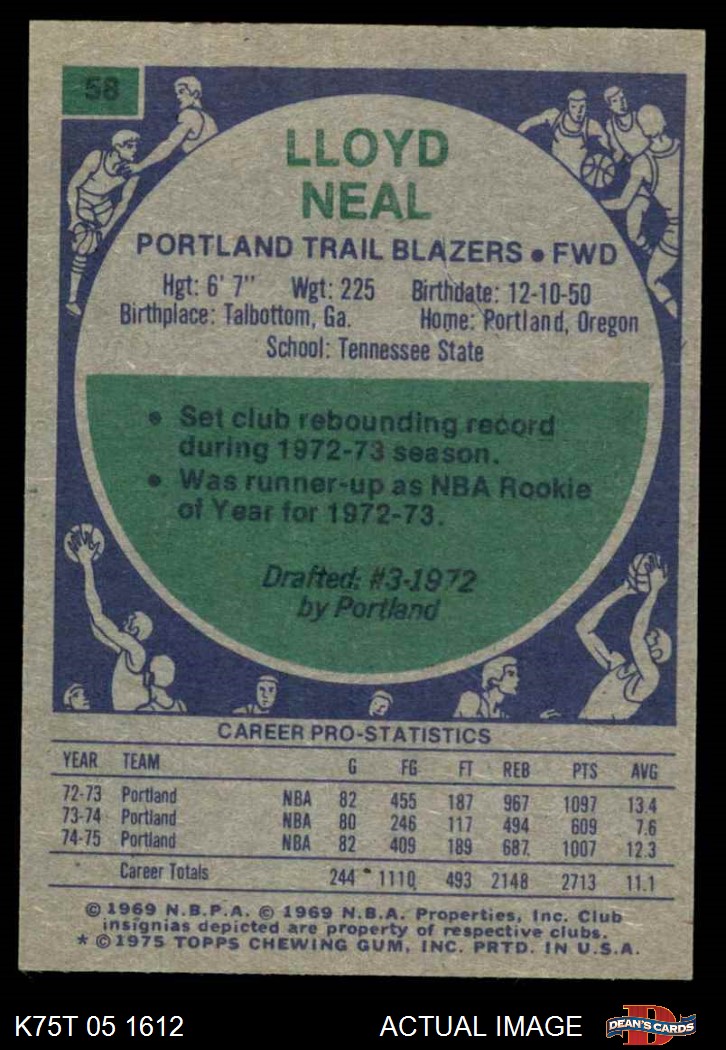 58
LLOYD
NEAL
PORTLAND TRAIL BLAZERS • FWD
Hgt: 6' 7" Wgt: 225 Birthdate: 12-10-50
Birthplace: Talbottom, Ga. Home: Portland, Oregon
School: Tennessee State
• Set club rebounding record
during 1972-73 season.
• Was runner-up as NBA Rookie
of Year for 1972-73.
Drafted: #3-1972
by Portland
CAREER PRO-STATISTICS
YEAR TEAM G FG FT REB PTS AVG
72-73 Portland NBA 82 455 187 967 1097 13.4
73-74 Portland NBA 80 246 117 494 609 7.6
74-75 Portland NBA 82 409 189 687 1007 12.3
Career Totals 244 1110 493 2148 2713 11.1
© 1969 N.B.P.A. © 1969 N.B.A. Properties, Inc. Club
insignias depicted are property of respective clubs.
* © 1975 TOPPS CHEWING GUM, INC. PRTD. IN U.S.A.
K75T 05 1612 ACTUAL IMAGE D DEAN'S CARDS